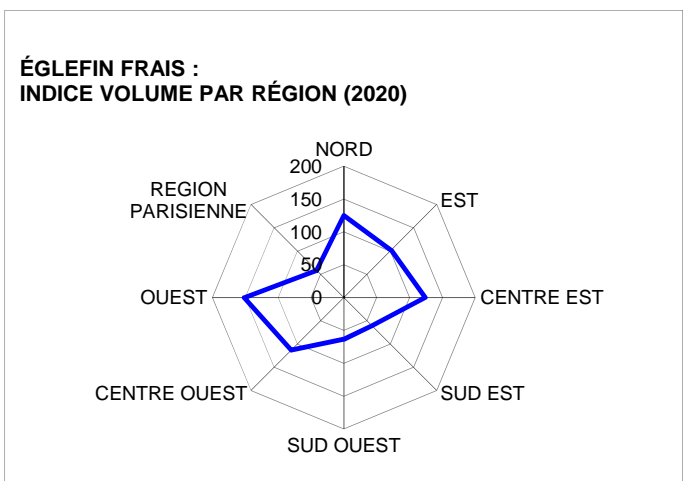 ÉGLEFIN FRAIS :
INDICE VOLUME PAR RÉGION (2020)
NORD
200
150
100
50
0
EST
CENTRE EST
SUD EST
SUD OUEST
CENTRE OUEST
OUEST
REGION
PARISIENNE